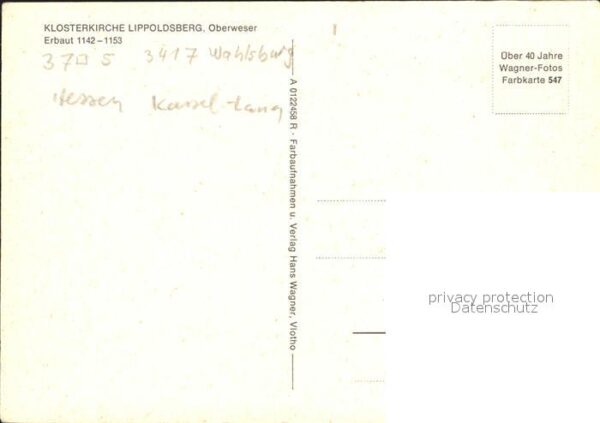 KLOSTERKIRCHE LIPPOLDSBERG, Oberweser
Erbaut 1142-1153
3417 Wahlsburg
Hessen Kassel-Land
A 0122458 R · Farbaufnahmen u. Verlag Hans Wagner, Vlotho
Über 40 Jahre
Wagner-Fotos
Farbkarte 547
privacy protection
Datenschutz